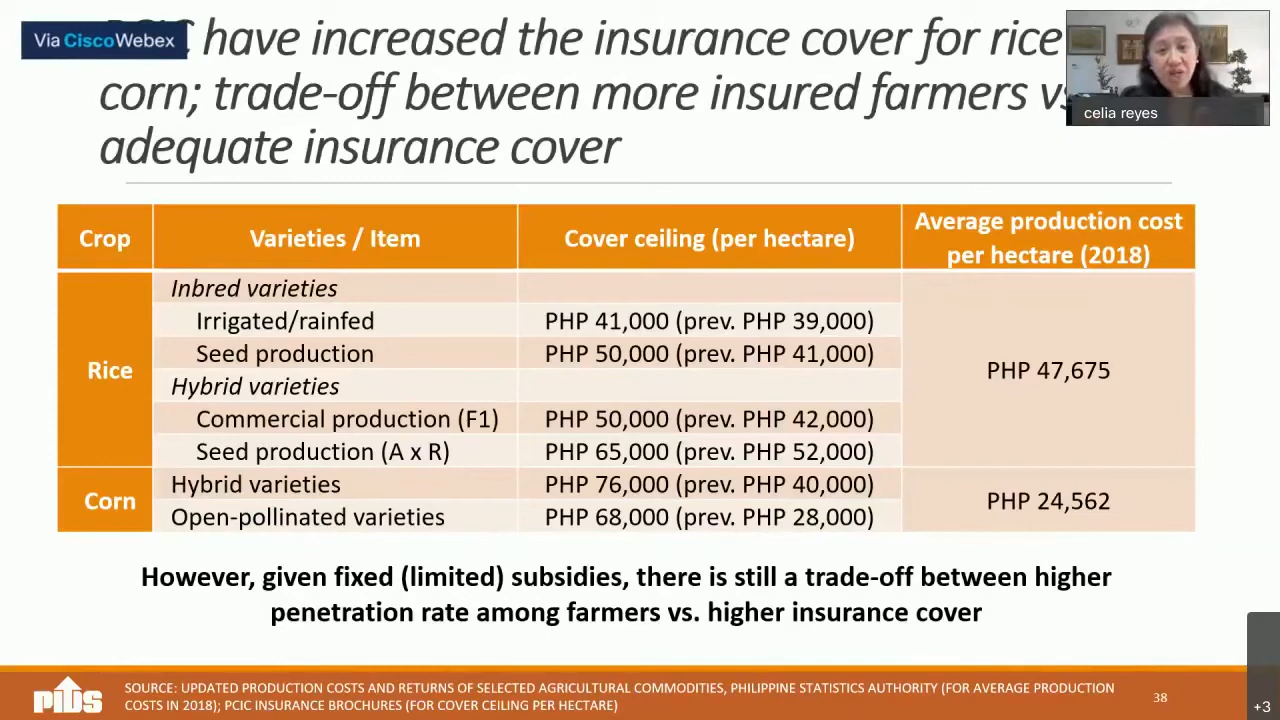 Via Cisco Webex
have increased the insurance cover for rice
corn; trade-off between more insured farmers vs
adequate insurance cover
celia reyes
Crop
Varieties / Item
Cover ceiling (per hectare)
Average production cost
per hectare (2018)
Rice
Inbred varieties
Irrigated/rainfed
PHP 41,000 (prev. PHP 39,000)
Seed production
PHP 50,000 (prev. PHP 41,000)
Hybrid varieties
Commercial production (F1)
PHP 50,000 (prev. PHP 42,000)
Seed production (A x R)
PHP 65,000 (prev. PHP 52,000)
PHP 47,675
Corn
Hybrid varieties
PHP 76,000 (prev. PHP 40,000)
Open-pollinated varieties
PHP 68,000 (prev. PHP 28,000)
PHP 24,562
However, given fixed (limited) subsidies, there is still a trade-off between higher
penetration rate among farmers vs. higher insurance cover
PIDS
SOURCE: UPDATED PRODUCTION COSTS AND RETURNS OF SELECTED AGRICULTURAL COMMODITIES, PHILIPPINE STATISTICS AUTHORITY (FOR AVERAGE PRODUCTION
COSTS IN 2018); PCIC INSURANCE BROCHURES (FOR COVER CEILING PER HECTARE)
38
+3